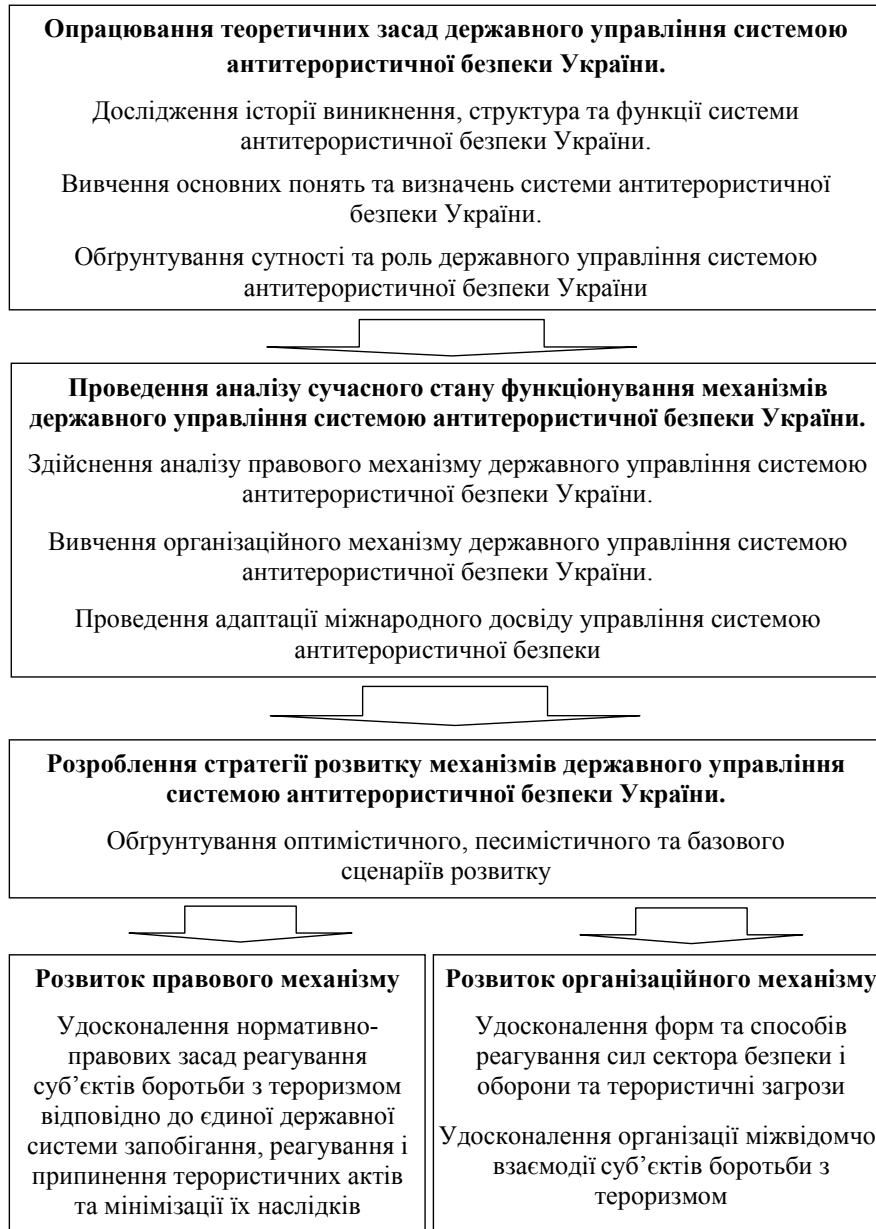 Опрацювання теоретичних засад державного управління системою
антитерористичної безпеки України.
Дослідження історії виникнення, структура та функції системи
антитерористичної безпеки України.
Вивчення основних понять та визначень системи антитерористичної
безпеки України.
Обґрунтування сутності та роль державного управління системою
антитерористичної безпеки України
Проведення аналізу сучасного стану функціонування механізмів
державного управління системою антитерористичної безпеки України.
Здійснення аналізу правового механізму державного управління системою
антитерористичної безпеки України.
Вивчення організаційного механізму державного управління системою
антитерористичної безпеки України.
Проведення адаптації міжнародного досвіду управління системою
антитерористичної безпеки
Розроблення стратегії розвитку механізмів державного управління
системою антитерористичної безпеки України.
Обґрунтування оптимістичного, песимістичного та базового
сценаріїв розвитку
Розвиток правового механізму
Удосконалення нормативно-
правових засад реагування
суб’єктів боротьби з тероризмом
відповідно до єдиної державної
системи запобігання, реагування і
припинення терористичних актів
та мінімізації їх наслідків
Розвиток організаційного механізму
Удосконалення форм та способів
реагування сил сектора безпеки і
оборони та терористичні загрози
Удосконалення організації міжвідомчо
взаємодії суб’єктів боротьби з
тероризмом